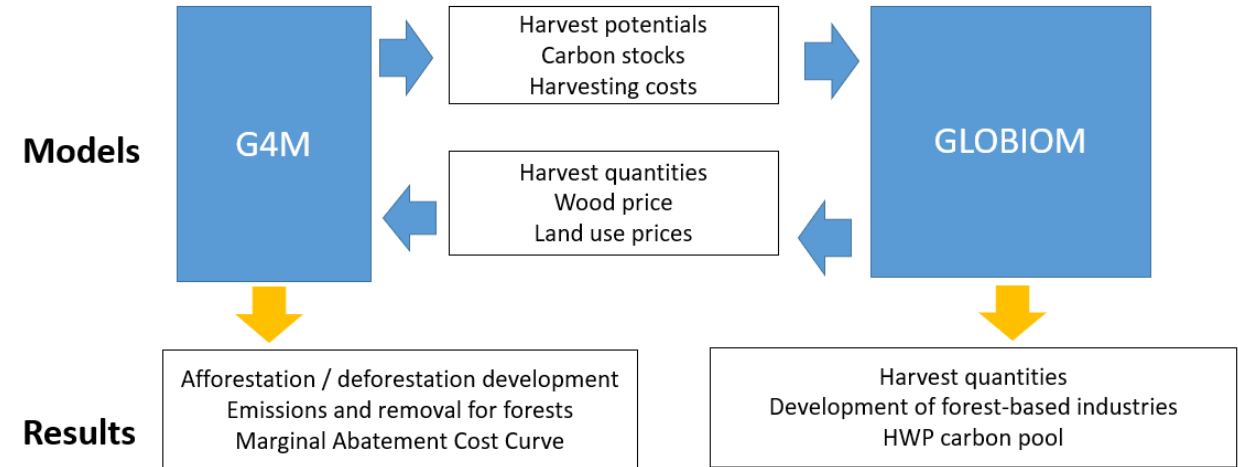 Harvest potentials
Carbon stocks
Harvesting costs
Models
G4M
GLOBIOM
Harvest quantities
Wood price
Land use prices
Results
Afforestation / deforestation development
Emissions and removal for forests
Marginal Abatement Cost Curve
Harvest quantities
Development of forest-based industries
HWP carbon pool